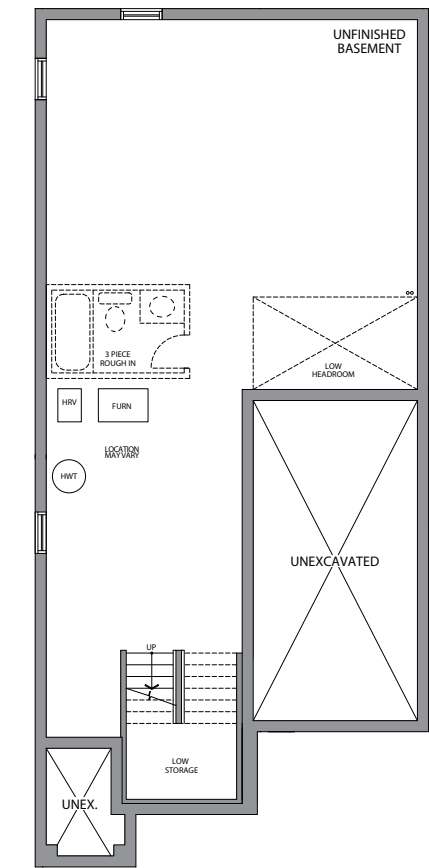 UNFINISHED
BASEMENT
3 PIECE
ROUGH IN
LOW
HEADROOM
HRV
FURN
LOCATION
MAY VARY
HWT
UNEXCAVATED
UP
LOW
STORAGE
UNEX.